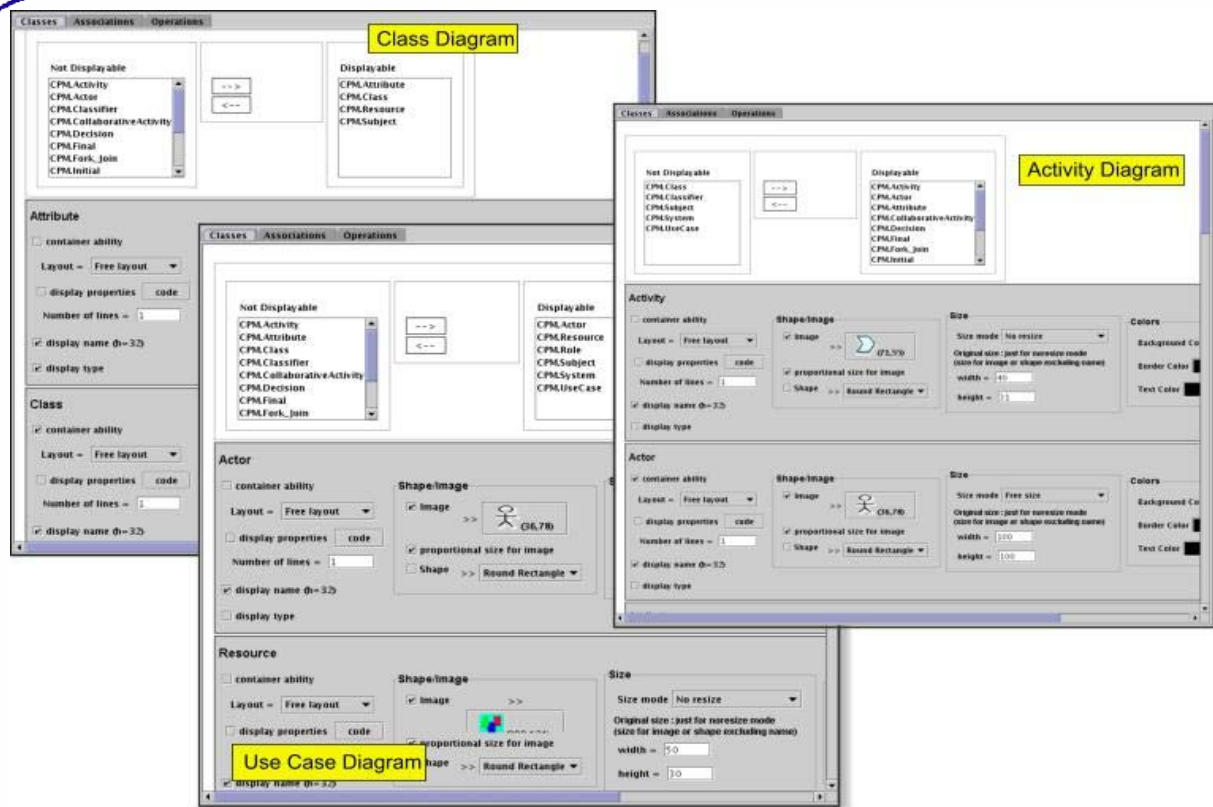 Classes Associations Operations
Class Diagram
Not Displayable
CPM.Activity
CPM.Actor
CPM.Classifier
CPM.CollaborativeActivity
CPM.Decision
CPM.Final
CPM.Fork_Join
CPM.Initial
-->
<--
Displayable
CPM.Attribute
CPM.Class
CPM.Resource
CPM.Subject
Attribute
container ability
Layout = Free layout
display properties code
Number of lines = 1
display name (h=32)
display type
Class
container ability
Layout = Free layout
display properties code
Number of lines = 1
display name (h=32)
Classes Associations Operations
Not Displayable
CPM.Activity
CPM.Attribute
CPM.Class
CPM.Classifier
CPM.CollaborativeActivity
CPM.Decision
CPM.Final
CPM.Fork_Join
-->
<--
Displayable
CPM.Actor
CPM.Resource
CPM.Role
CPM.Subject
CPM.System
CPM.UseCase
Actor
container ability
Layout = Free layout
display properties code
Number of lines = 1
display name (h=32)
display type
Shape/Image
Image >> (36,78)
proportional size for image
Shape >> Round Rectangle
Resource
container ability
Layout = Free layout
display properties code
Use Case Diagram
display name (h=32)
Shape/Image
Image >>
proportional size for image
>> Round Rectangle
Size
Size mode No resize
Original size : just for noresize mode
(size for image or shape excluding name)
width = 50
height = 30
Classes Associations Operations
Activity Diagram
Not Displayable
CPM.Class
CPM.Classifier
CPM.Subject
CPM.System
CPM.UseCase
-->
<--
Displayable
CPM.Activity
CPM.Actor
CPM.Attribute
CPM.CollaborativeActivity
CPM.Decision
CPM.Final
CPM.Fork_Join
CPM.Initial
Activity
container ability
Layout = Free layout
display properties code
Number of lines = 1
display name (h=32)
display type
Shape/Image
Image >>
proportional size for image
Shape >> Round Rectangle
Size
Size mode No resize
Original size : just for noresize mode
(size for image or shape excluding name)
width = 40
height =
Colors
Background Co
Border Color
Text Color
Actor
container ability
Layout = Free layout
display properties code
Number of lines = 1
display name (h=32)
display type
Shape/Image
Image >> (36,78)
proportional size for image
Shape >> Round Rectangle
Size
Size mode Free size
Original size : just for noresize mode
(size for image or shape excluding name)
width = 100
height = 100
Colors
Background Co
Border Color
Text Color